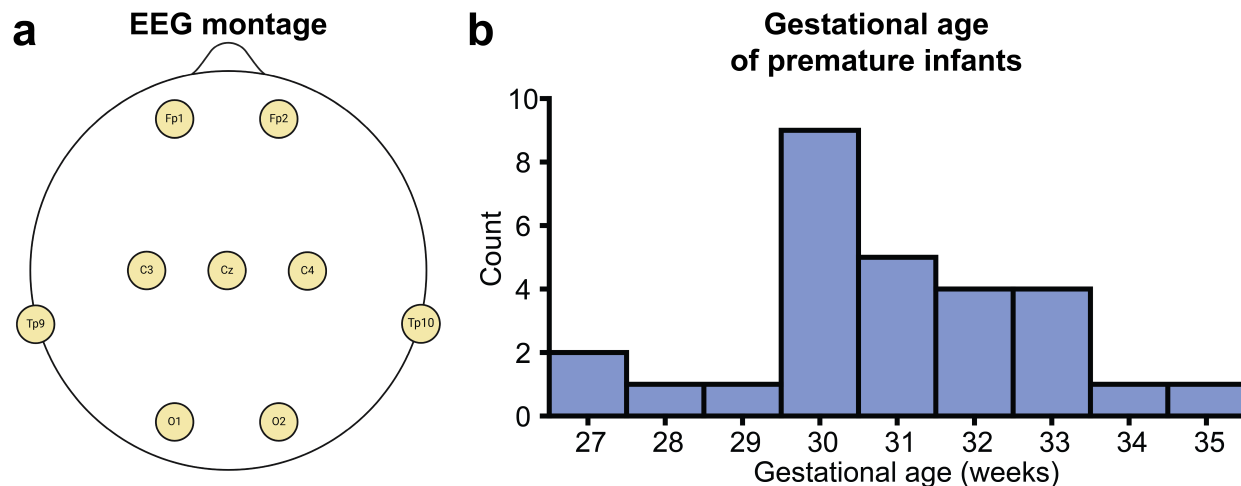 a
EEG montage
Fp1
Fp2
C3
Cz
C4
Tp9
Tp10
O1
O2
b
Gestational age
of premature infants
10
8
6
4
2
0
Count
27 28 29 30 31 32 33 34 35
Gestational age (weeks)